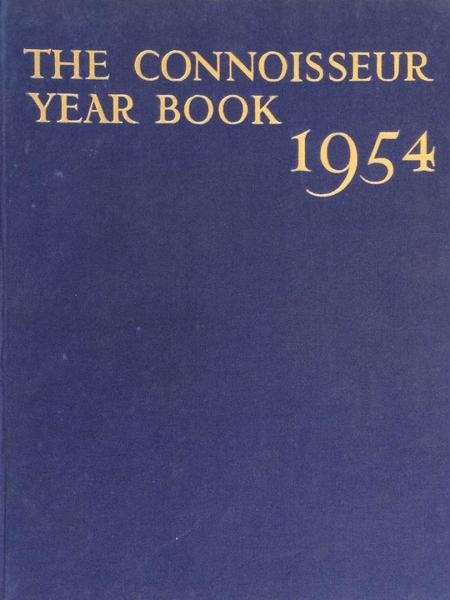 THE CONNOISSEUR
YEAR BOOK
1954